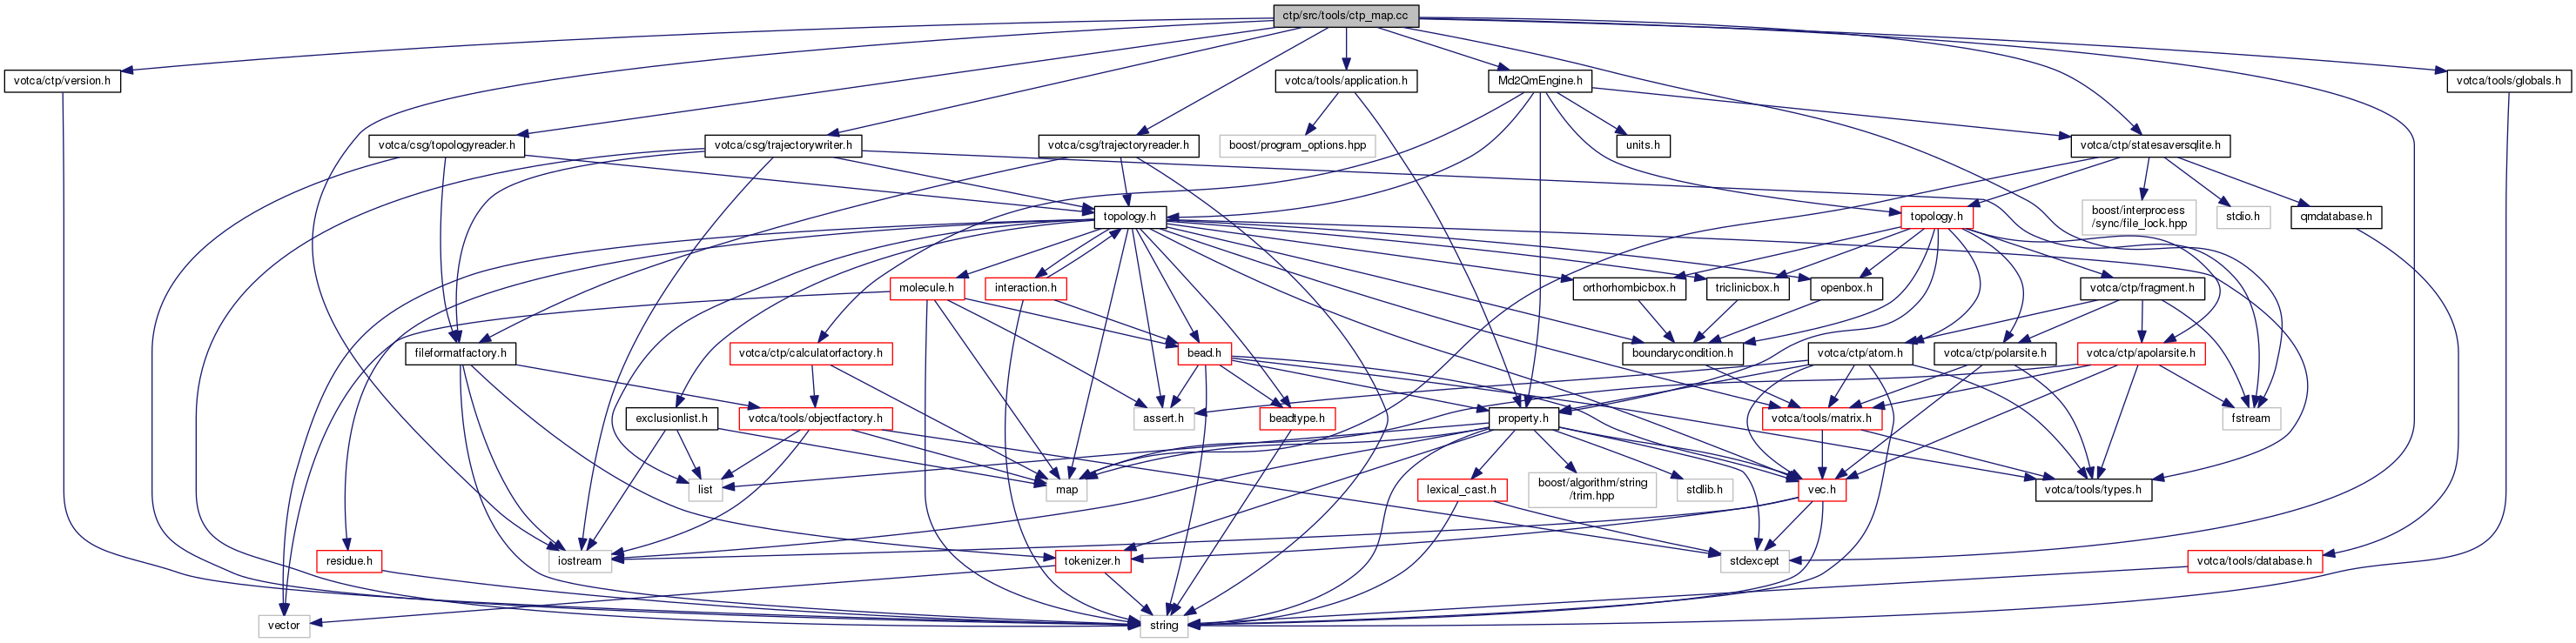 ctp/src/tools/ctp_map.cc
votca/ctp/version.h
votca/tools/application.h
Md2QmEngine.h
votca/tools/globals.h
votca/csg/topologyreader.h
votca/csg/trajectorywriter.h
votca/csg/trajectoryreader.h
boost/program_options.hpp
units.h
votca/ctp/statesaversqlite.h
topology.h
topology.h
boost/interprocess
/sync/file_lock.hpp
stdio.h
qmdatabase.h
molecule.h
interaction.h
orthorhombicbox.h
triclinicbox.h
openbox.h
votca/ctp/fragment.h
fileformatfactory.h
votca/ctp/calculatorfactory.h
bead.h
boundarycondition.h
votca/ctp/atom.h
votca/ctp/polarsite.h
votca/ctp/apolarsite.h
exclusionlist.h
votca/tools/objectfactory.h
assert.h
beadtype.h
property.h
votca/tools/matrix.h
fstream
list
map
lexical_cast.h
boost/algorithm/string
/trim.hpp
stdlib.h
vec.h
votca/tools/types.h
residue.h
iostream
tokenizer.h
stdexcept
votca/tools/database.h
vector
string